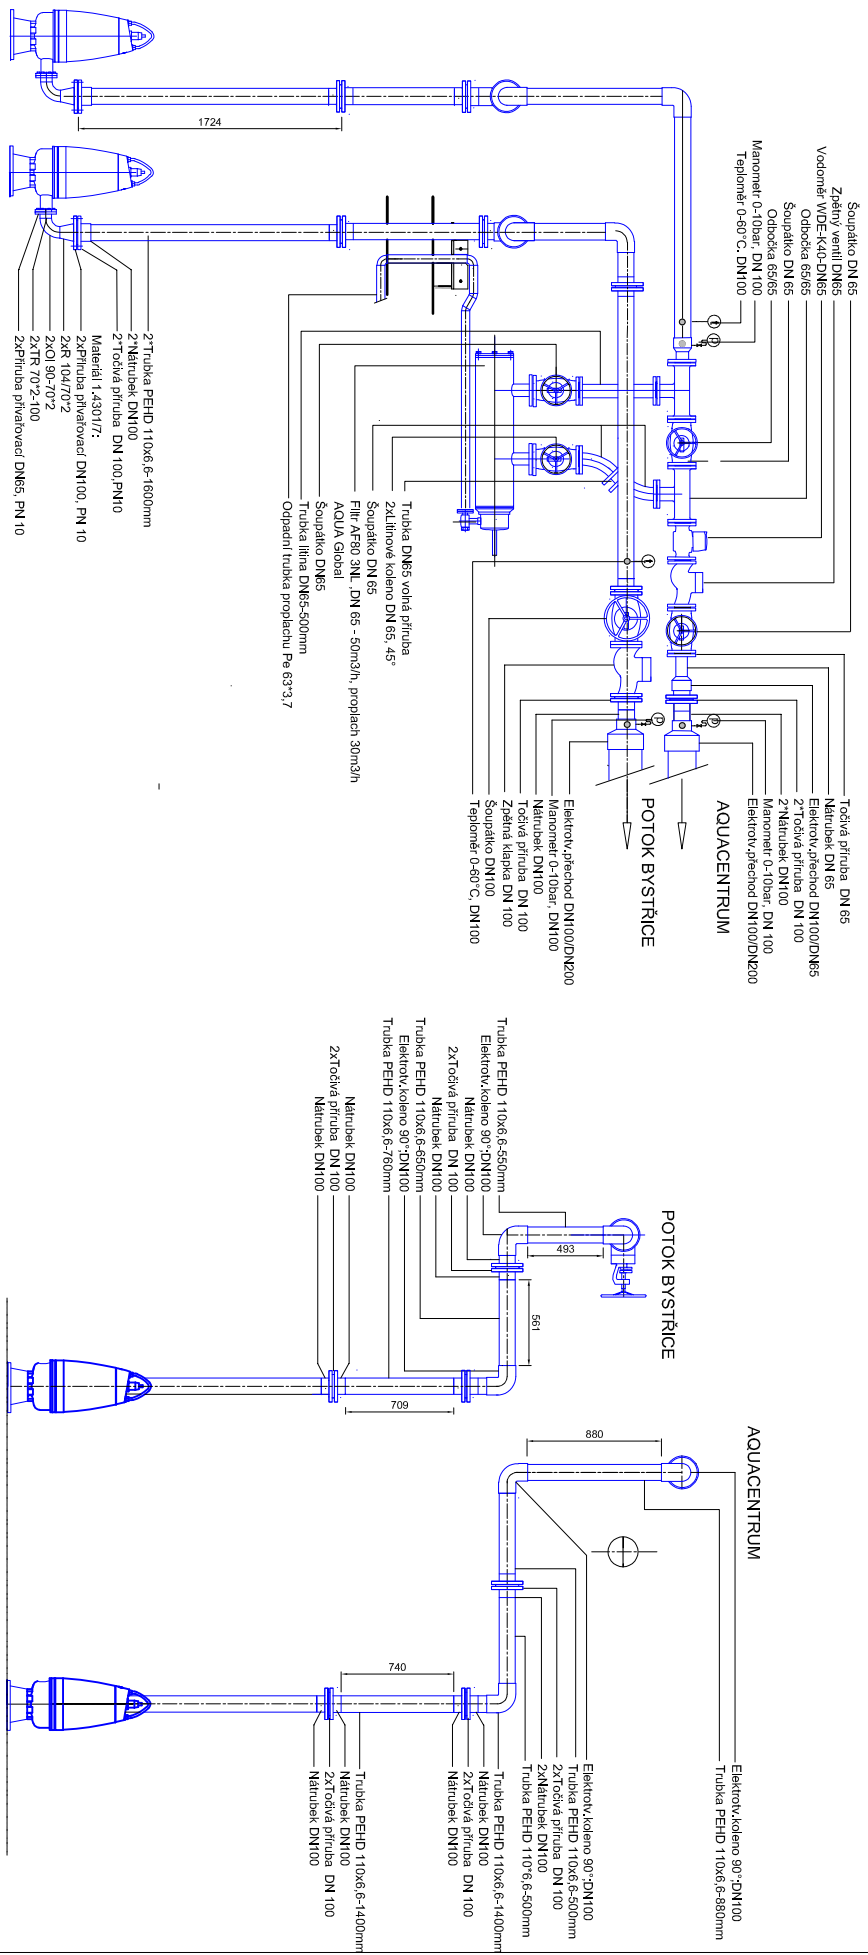 Šoupátko DN 65
Zpětný ventil DN65
Vodoměr WDE-K40-DN65
Odbočka 65/65
Šoupátko DN 65
Odbočka 65/65
Manometr 0-10bar, DN 100
Teploměr 0-60°C, DN100
t
p
1724
2*Trubka PEHD 110x6,6-1600mm
2*Nátrubek DN100
2*Točivá příruba DN 100,PN10
Materiál 1.4301/7:
2xPříruba přivařovací DN100, PN 10
2xR 104/70*2
2xOl 90-70*2
2xTR 70*2-100
2xPříruba přivařovací DN65, PN 10
Trubka DN65 volná příruba
2xLitinové koleno DN 65, 45°
Šoupátko DN 65
Filtr AF80 3NL ,DN 65 - 50m3/h, proplach 30m3/h
AQUA Global
Šoupátko DN65
Trubka litina DN65-500mm
Odpadní trubka proplachu Pe 63*3,7
t
p
p
Točivá příruba DN 65
Nátrubek DN 65
Elektrotv.přechod DN100/DN65
2*Točivá příruba DN 100
2*Nátrubek DN100
Manometr 0-10bar, DN 100
Elektrotv.přechod DN100/DN200
AQUACENTRUM
POTOK BYSTŘICE
Elektrotv.přechod DN100/DN200
Manometr 0-10bar, DN100
Nátrubek DN100
Točivá příruba DN 100
Zpětná klapka DN 100
Šoupátko DN100
Teploměr 0-60°C, DN100
POTOK BYSTŘICE
Trubka PEHD 110x6,6-550mm
Elektrotv.koleno 90°;DN100
Nátrubek DN100
2xTočivá příruba DN 100
Nátrubek DN100
Trubka PEHD 110x6,6-650mm
Elektrotv.koleno 90°;DN100
Trubka PEHD 110x6,6-760mm
Nátrubek DN100
2xTočivá příruba DN 100
Nátrubek DN100
493
561
709
AQUACENTRUM
880
740
Elektrotv.koleno 90°;DN100
Trubka PEHD 110x6,6-880mm
Elektrotv.koleno 90°;DN100
Trubka PEHD 110x6,6-500mm
2xTočivá příruba DN 100
2xNátrubek DN100
Trubka PEHD 110*6,6-500mm
Trubka PEHD 110x6,6-1400mm
Nátrubek DN100
2xTočivá příruba DN 100
Nátrubek DN100
Trubka PEHD 110x6,6-1400mm
Nátrubek DN100
2xTočivá příruba DN 100
Nátrubek DN100